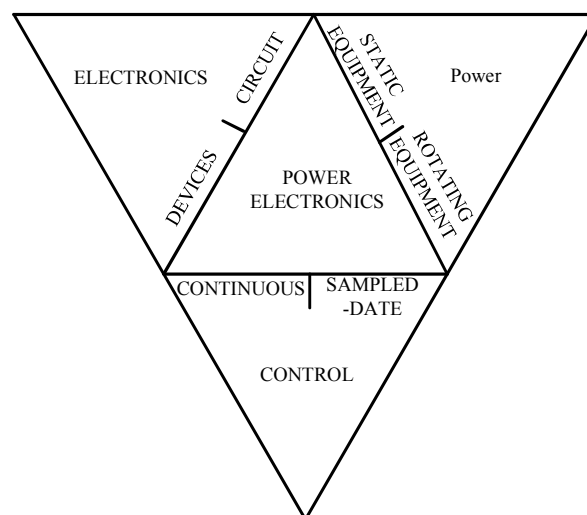 ELECTRONICS
CIRCUIT
DEVICES
STATIC
EQUIPMENT
Power
ROTATING
EQUIPMENT
POWER
ELECTRONICS
CONTINUOUS
SAMPLED
-DATE
CONTROL